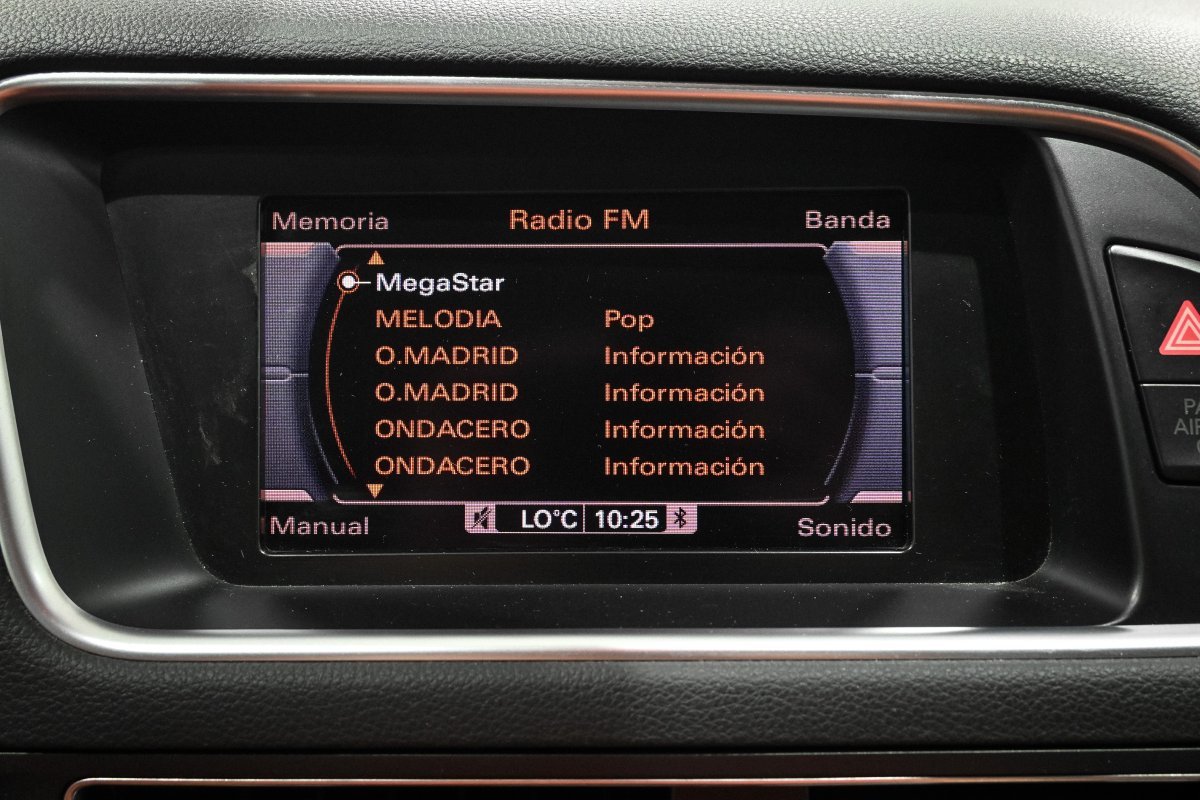 Memoria Radio FM Banda
MegaStar
MELODIA Pop
O.MADRID Información
O.MADRID Información
ONDACERO Información
ONDACERO Información
Manual LO°C 10:25 Sonido